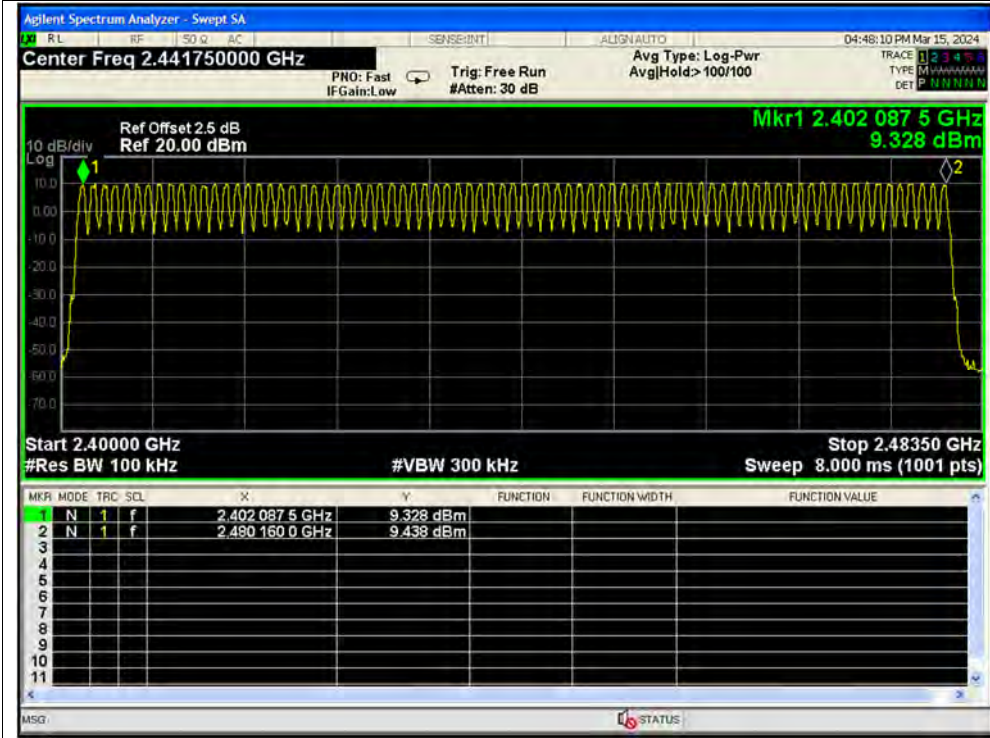 Agilent Spectrum Analyzer - Swept SA
LXI RL RF 50 Ω AC SENSE:INT ALIGNAUTO 04:48:10 PM Mar 15, 2024
Center Freq 2.441750000 GHz Avg Type: Log-Pwr TRACE 1 2 3 4 5 6
PNO: Fast Trig: Free Run Avg|Hold:> 100/100 TYPE M
IFGain:Low #Atten: 30 dB DET P N N N N N
Mkr1 2.402 087 5 GHz
Ref Offset 2.5 dB
10 dB/div Ref 20.00 dBm 9.328 dBm
Log
1 2
10.0
0.00
-10.0
-20.0
-30.0
-40.0
-50.0
-60.0
-70.0
Start 2.40000 GHz Stop 2.48350 GHz
#Res BW 100 kHz #VBW 300 kHz Sweep 8.000 ms (1001 pts)
MKR MODE TRC SCL X Y FUNCTION FUNCTION WIDTH FUNCTION VALUE
1 N 1 f 2.402 087 5 GHz 9.328 dBm
2 N 1 f 2.480 160 0 GHz 9.438 dBm
3
4
5
6
7
8
9
10
11
MSG STATUS